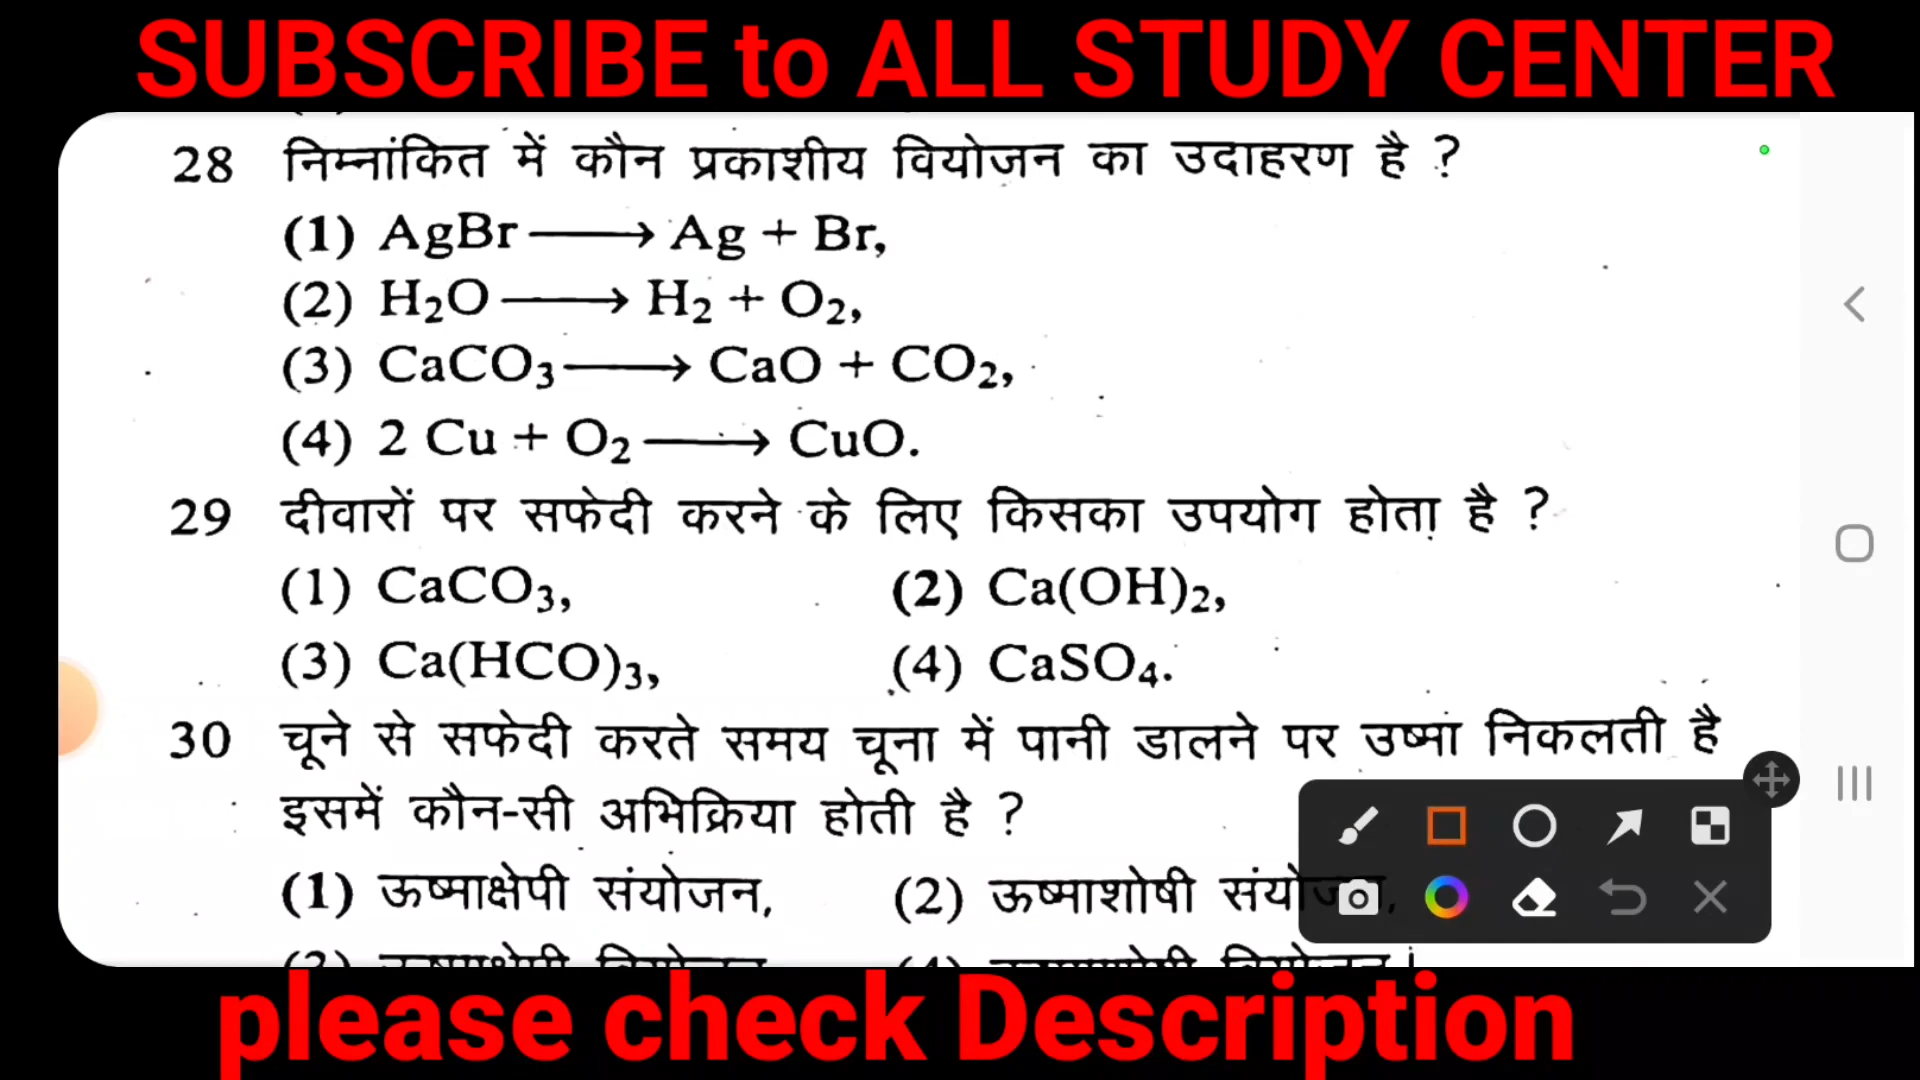 SUBSCRIBE to ALL STUDY CENTER
28 निम्नांकित में कौन प्रकाशीय वियोजन का उदाहरण है ?
(1) AgBr ⟶ Ag + Br,
(2) H₂O ⟶ H₂ + O₂,
(3) CaCO₃ ⟶ CaO + CO₂,
(4) 2 Cu + O₂ ⟶ CuO.
29 दीवारों पर सफेदी करने के लिए किसका उपयोग होता है ?
(1) CaCO₃, (2) Ca(OH)₂,
(3) Ca(HCO)₃, (4) CaSO₄.
30 चूने से सफेदी करते समय चूना में पानी डालने पर उष्मा निकलती है
इसमें कौन-सी अभिक्रिया होती है ?
(1) ऊष्माक्षेपी संयोजन, (2) ऊष्माशोषी
please check Description